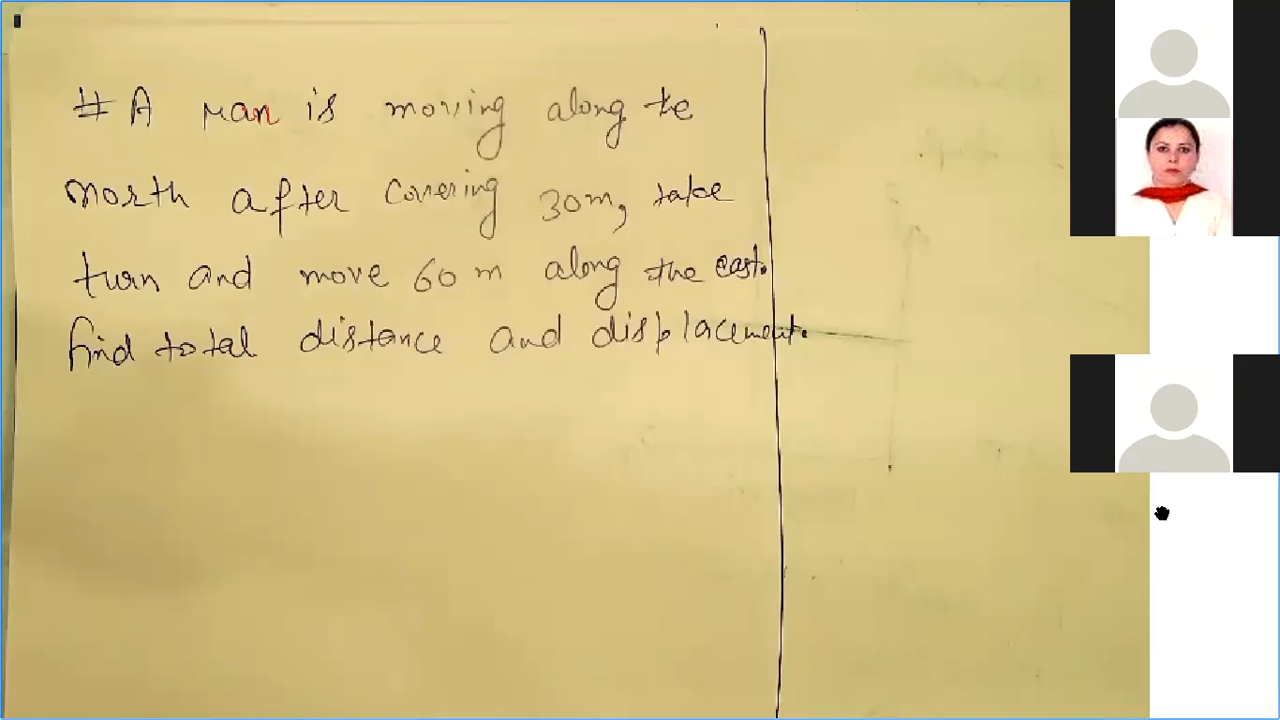 # A man is moving along the
north after covering 30m, take
turn and move 60 m along the east.
find total distance and displacement.